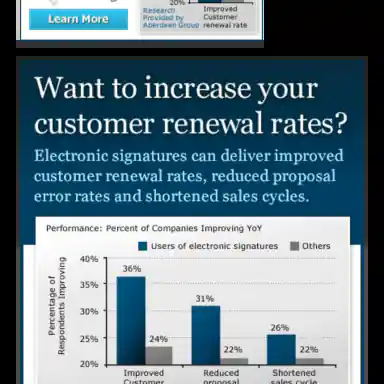 20%
Learn More
Research
Provided by
Aberdeen Group
Improved
Customer
renewal rate
Want to increase your
customer renewal rates?
Electronic signatures can deliver improved
customer renewal rates, reduced proposal
error rates and shortened sales cycles.
Performance: Percent of Companies Improving YoY
Users of electronic signatures Others
Percentage of
Respondents Improving
40%
35%
30%
25%
20%
36%
24%
31%
22%
26%
22%
Improved Reduced Shortened
Customer proposal sales cycle